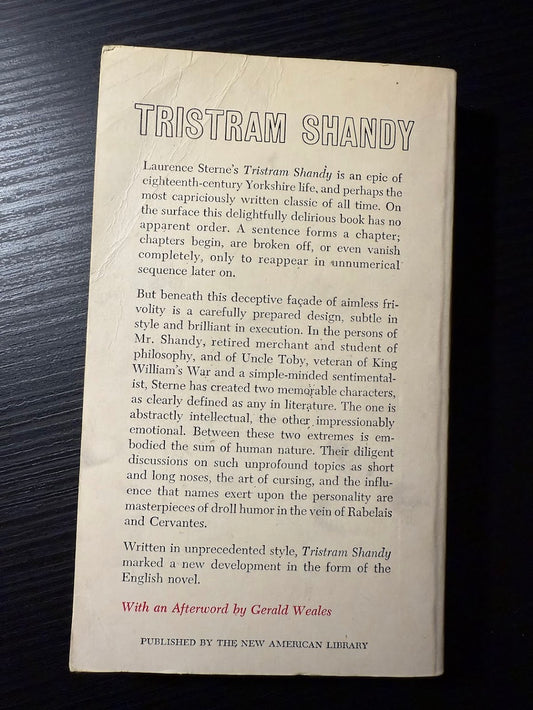 TRISTRAM SHANDY
Laurence Sterne's Tristram Shandy is an epic of
eighteenth-century Yorkshire life, and perhaps the
most capriciously written classic of all time. On
the surface this delightfully delirious book has no
apparent order. A sentence forms a chapter;
chapters begin, are broken off, or even vanish
completely, only to reappear in unnumerical
sequence later on.
But beneath this deceptive façade of aimless fri-
volity is a carefully prepared design, subtle in
style and brilliant in execution. In the persons of
Mr. Shandy, retired merchant and student of
philosophy, and of Uncle Toby, veteran of King
William's War and a simple-minded sentimental-
ist, Sterne has created two memorable characters,
as clearly defined as any in literature. The one is
abstractly intellectual, the other impressionably
emotional. Between these two extremes is em-
bodied the sum of human nature. Their diligent
discussions on such unprofound topics as short
and long noses, the art of cursing, and the influ-
ence that names exert upon the personality are
masterpieces of droll humor in the vein of Rabelais
and Cervantes.
Written in unprecedented style, Tristram Shandy
marked a new development in the form of the
English novel.
With an Afterword by Gerald Weales
PUBLISHED BY THE NEW AMERICAN LIBRARY